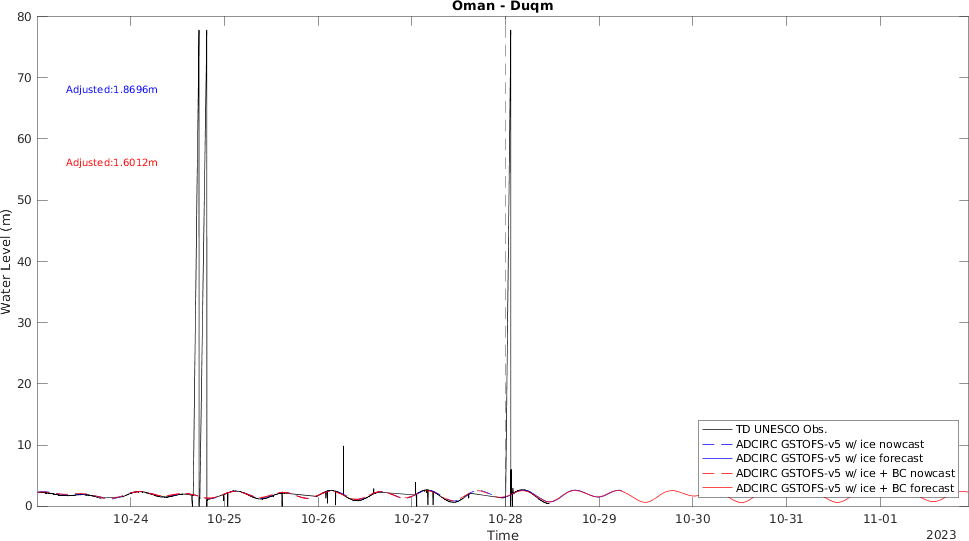 Oman - Duqm
80
70
60
50
40
30
20
10
0
Water Level (m)
Adjusted:1.8696m
Adjusted:1.6012m
TD UNESCO Obs.
ADCIRC GSTOFS-v5 w/ ice nowcast
ADCIRC GSTOFS-v5 w/ ice forecast
ADCIRC GSTOFS-v5 w/ ice + BC nowcast
ADCIRC GSTOFS-v5 w/ ice + BC forecast
10-24 10-25 10-26 10-27 10-28 10-29 10-30 10-31 11-01
Time
2023